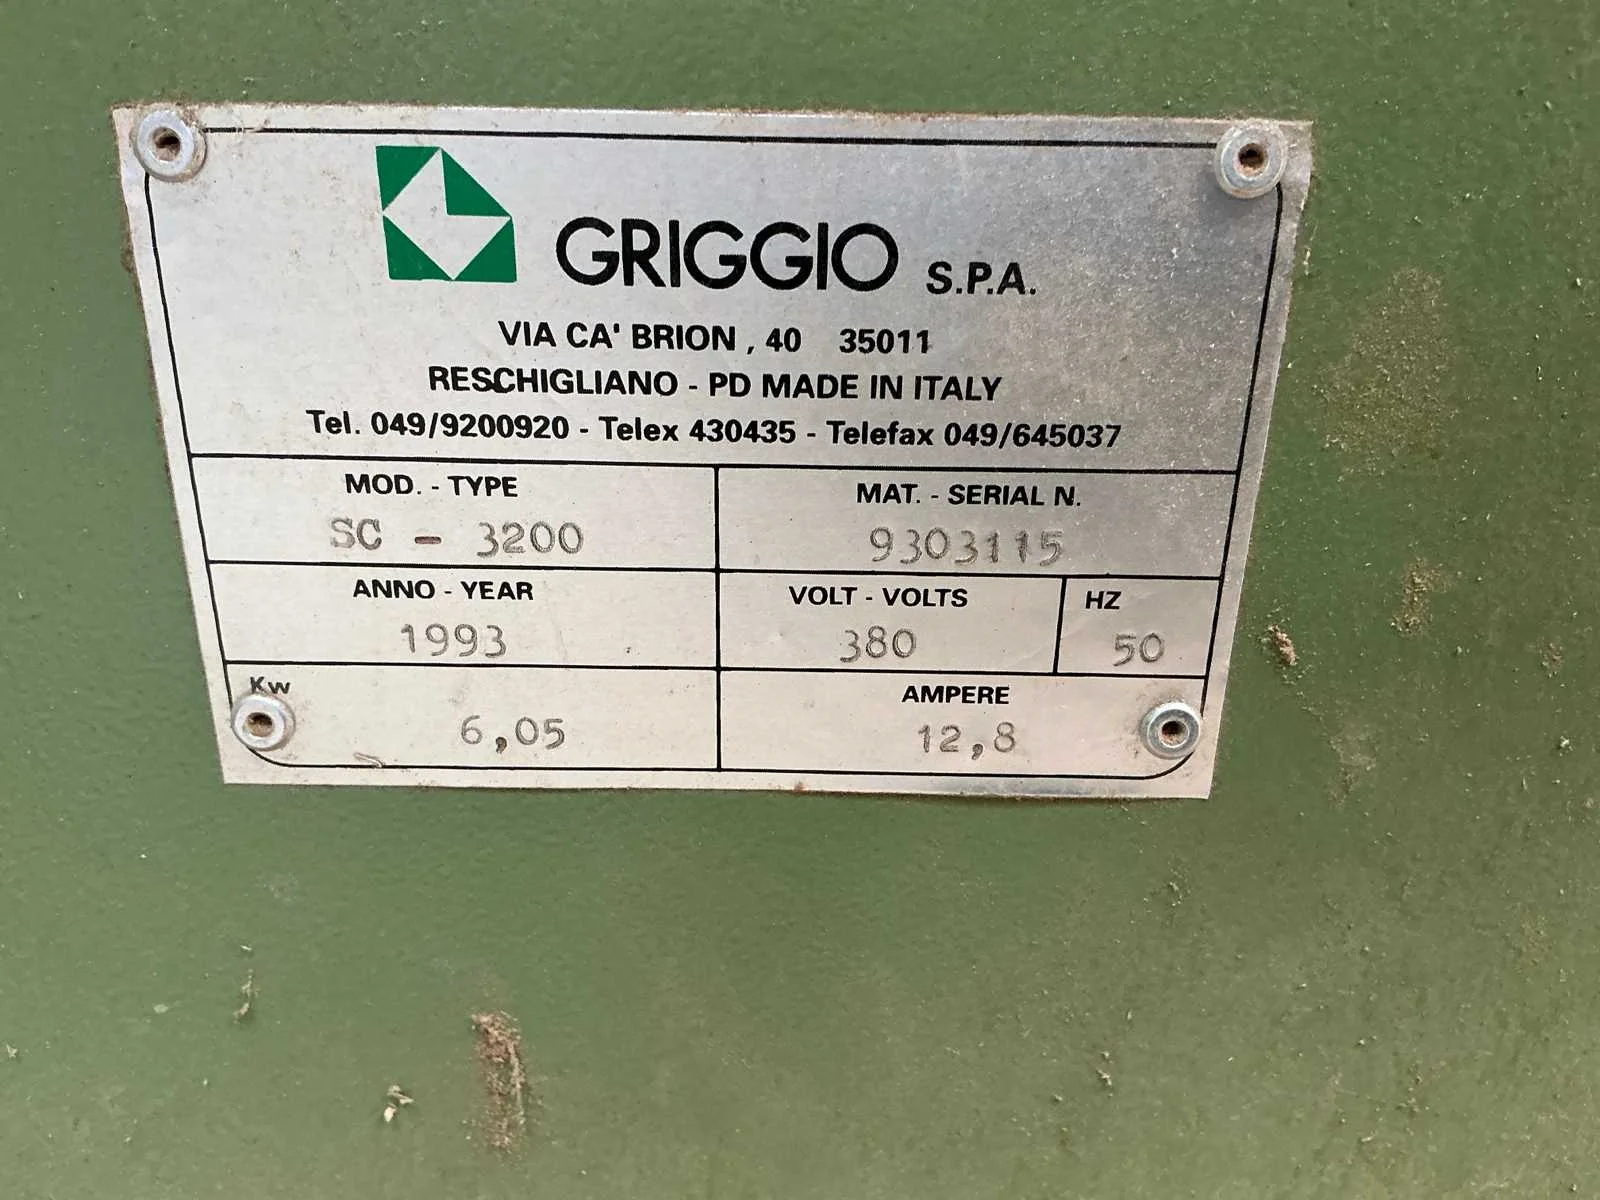 GRIGGIO S.P.A.
VIA CA' BRION , 40 35011
RESCHIGLIANO - PD MADE IN ITALY
Tel. 049/9200920 - Telex 430435 - Telefax 049/645037
MOD. - TYPE
SC - 3200
MAT. - SERIAL N.
9303115
ANNO - YEAR
1993
VOLT - VOLTS
380
HZ
50
Kw
6,05
AMPERE
12,8